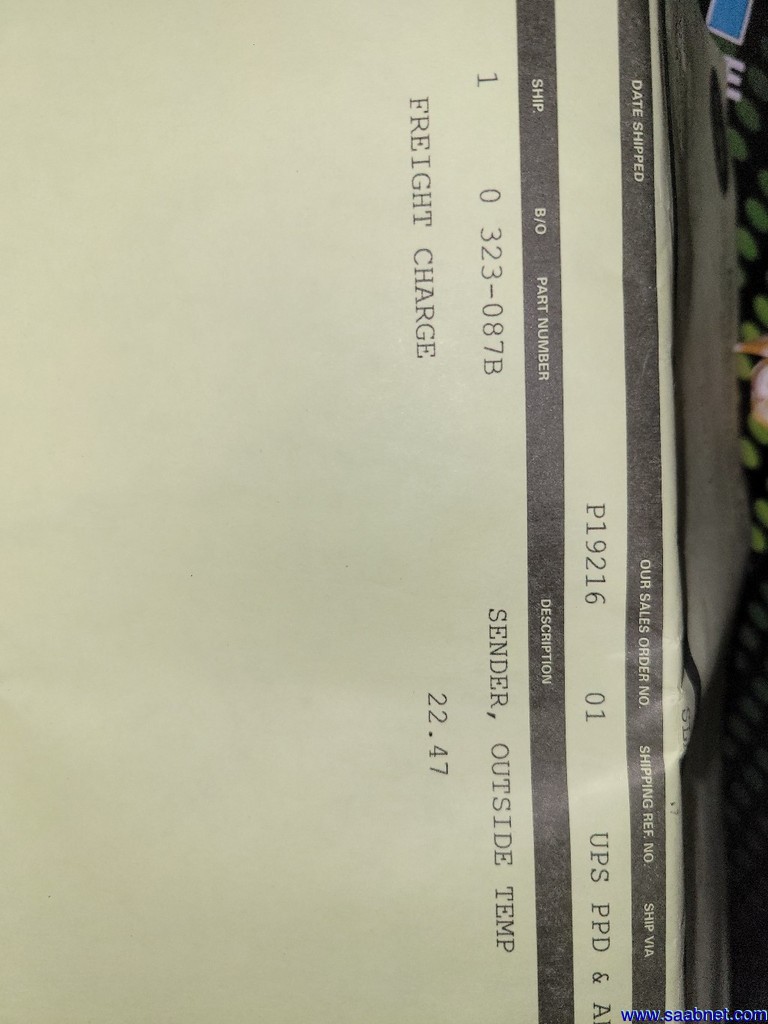 DATE SHIPPED OUR SALES ORDER NO. SHIPPING REF. NO. SHIP VIA
P19216 01 UPS PPD &
SHIP. B/O PART NUMBER DESCRIPTION
1 0 323-087B SENDER, OUTSIDE TEMP
FREIGHT CHARGE 22.47
www.saabnet.com